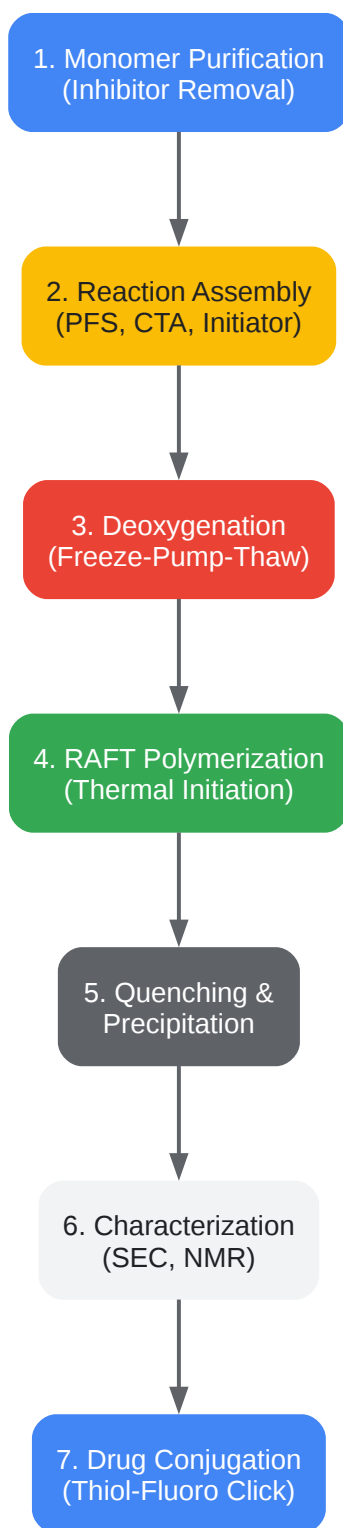 1. Monomer Purification
(Inhibitor Removal)
2. Reaction Assembly
(PFS, CTA, Initiator)
3. Deoxygenation
(Freeze-Pump-Thaw)
4. RAFT Polymerization
(Thermal Initiation)
5. Quenching &
Precipitation
6. Characterization
(SEC, NMR)
7. Drug Conjugation
(Thiol-Fluoro Click)